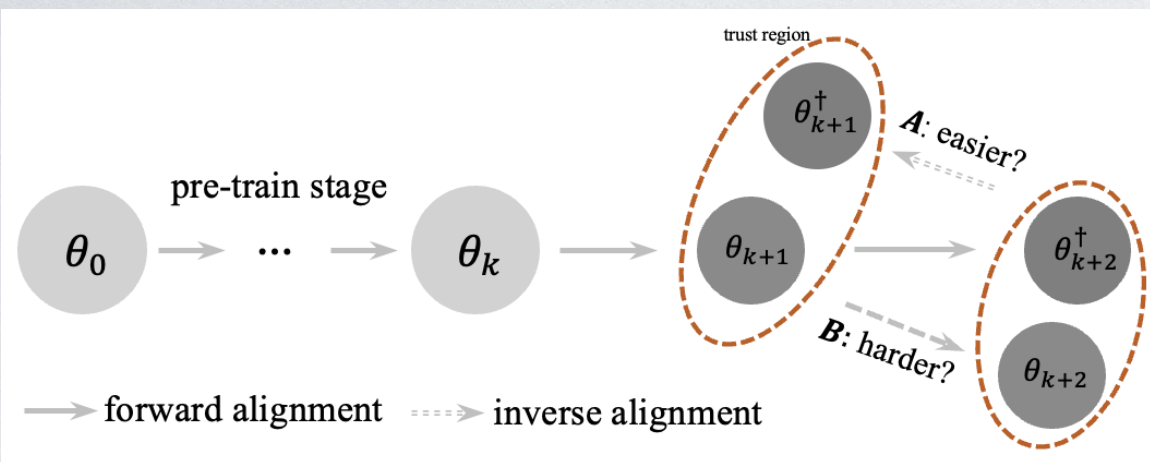 trust region
θ†k+1
A: easier?
pre-train stage
θ0
...
θk
θk+1
θ†k+2
B: harder?
θk+2
forward alignment
inverse alignment